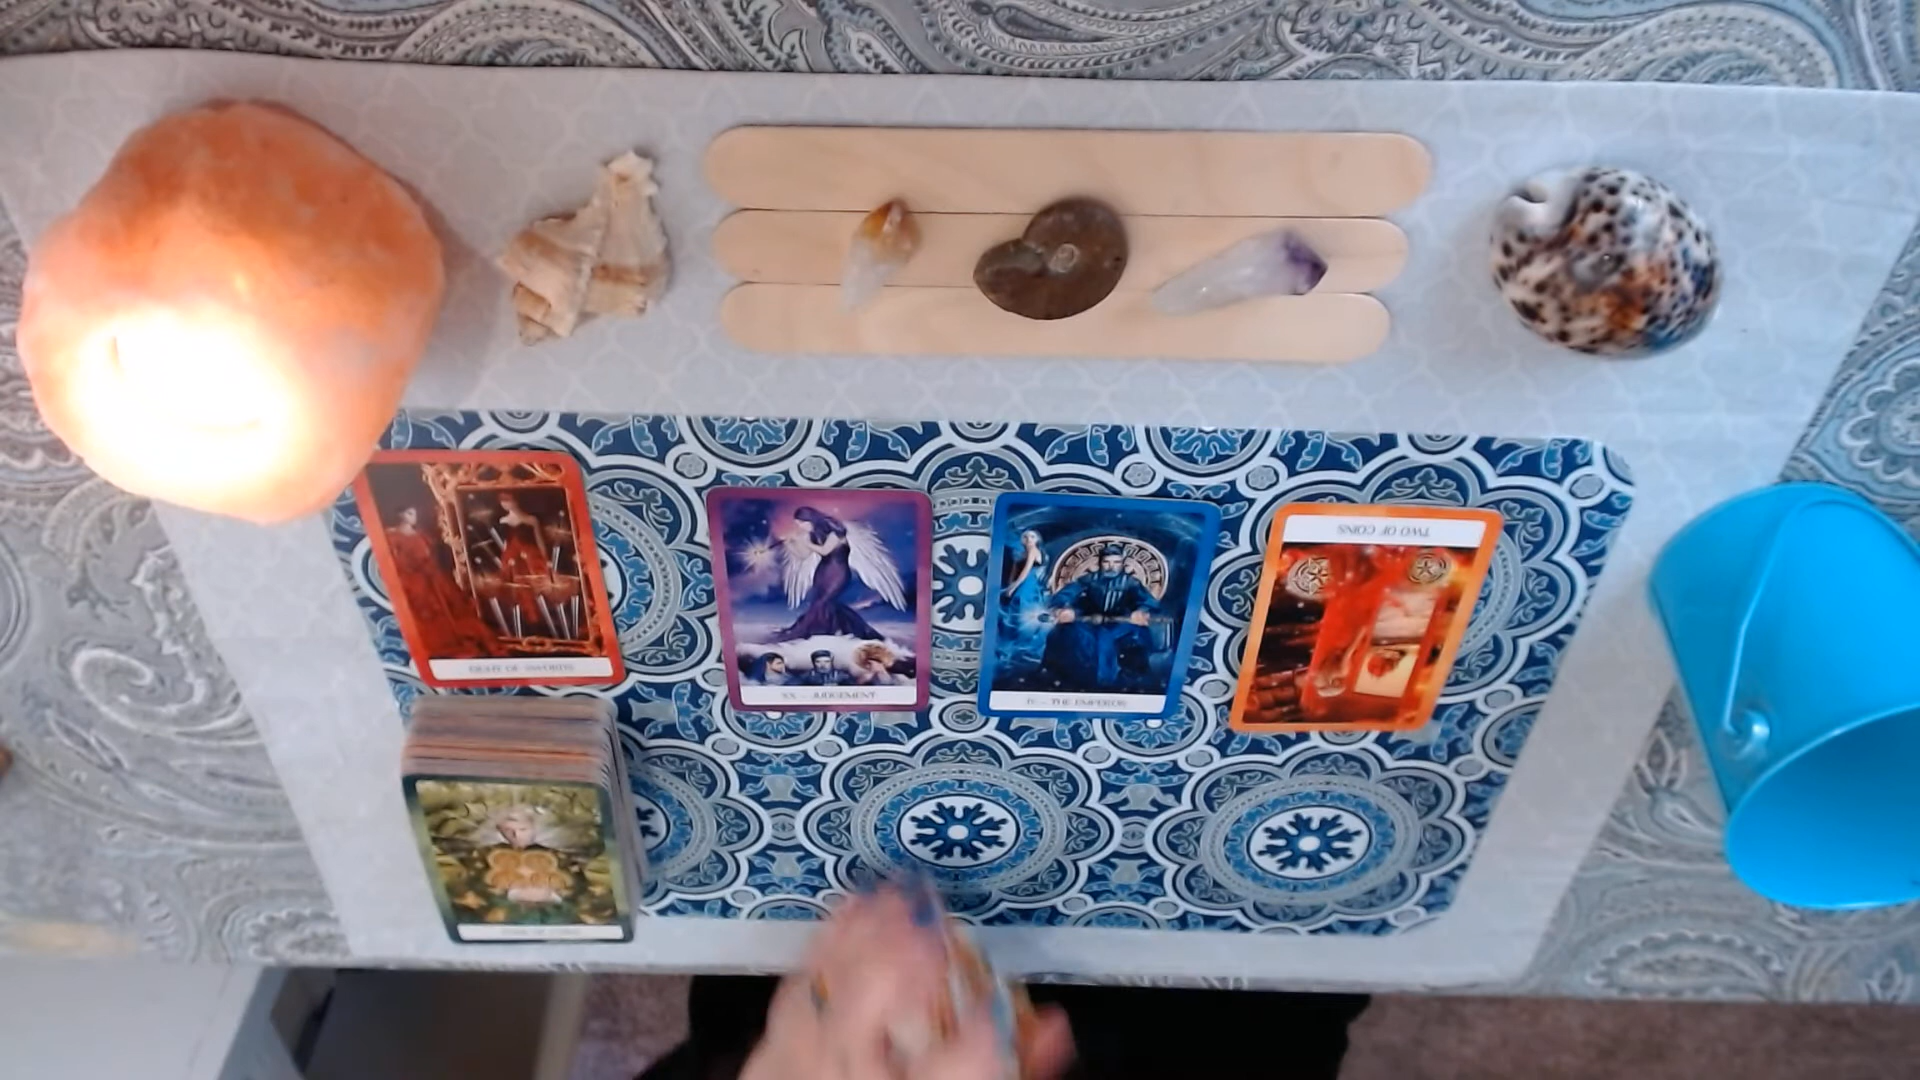 EIGHT OF SWORDS
XX - JUDGEMENT
IV - THE EMPEROR
TWO OF COINS